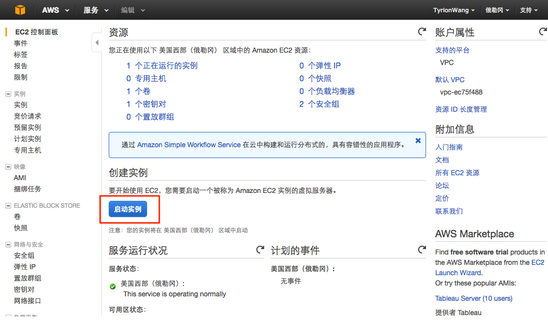 AWS 服务 编辑 TyrionWang 俄勒冈 支持
EC2 控制面板
事件
标签
报告
限制
实例
实例
竞价请求
预留实例
计划实例
专用主机
映像
AMI
捆绑任务
ELASTIC BLOCK STORE
卷
快照
网络与安全
安全组
弹性 IP
置放群组
密钥对
网络接口
资源
您正在使用以下 美国西部（俄勒冈） 区域中的 Amazon EC2 资源：
1 个正在运行的实例 0 个弹性 IP
0 个专用主机 0 个快照
1 个卷 0 个负载均衡器
1 个密钥对 2 个安全组
0 个置放群组
通过 Amazon Simple Workflow Service 在云中构建和运行分布式的，具有容错性的应用程序。
创建实例
要开始使用 EC2，您需要启动一个被称为 Amazon EC2 实例的虚拟服务器。
启动实例
注意： 您的实例将在 美国西部（俄勒冈） 区域中启动
服务运行状况 计划的事件
服务状态： 美国西部（俄勒冈）：
美国西部（俄勒冈）： 无事件
This service is operating normally
可用区状态：
账户属性
支持的平台
VPC
默认 VPC
vpc-ec75f488
资源 ID 长度管理
附加信息
入门指南
文档
所有 EC2 资源
论坛
定价
联系我们
AWS Marketplace
Find free software trial products in
the AWS Marketplace from the EC2
Launch Wizard.
Or try these popular AMIs:
Tableau Server (10 users)
提供者 Tableau